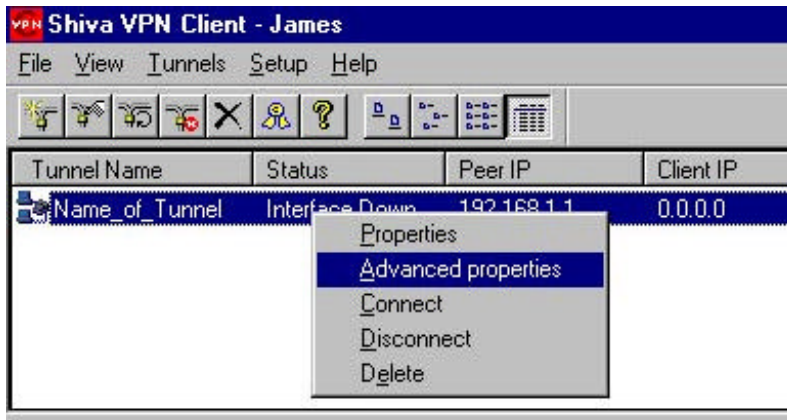 VPN Shiva VPN Client - James
File View Tunnels Setup Help
Tunnel Name Status Peer IP Client IP
Name_of_Tunnel Interface Down 192.168.1.1 0.0.0.0
Properties
Advanced properties
Connect
Disconnect
Delete